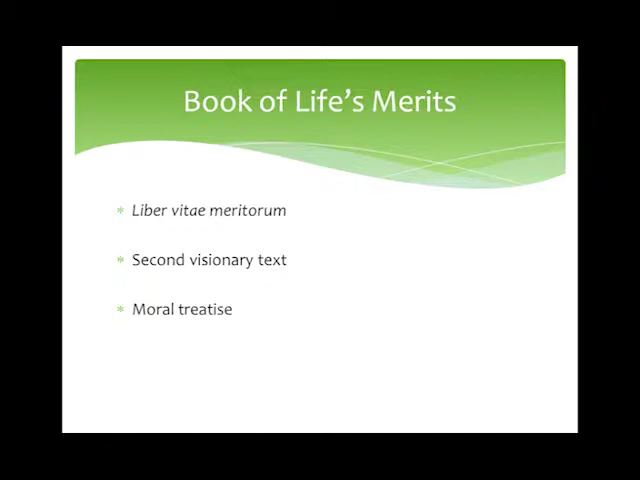 Book of Life's Merits
Liber vitae meritorum
Second visionary text
Moral treatise